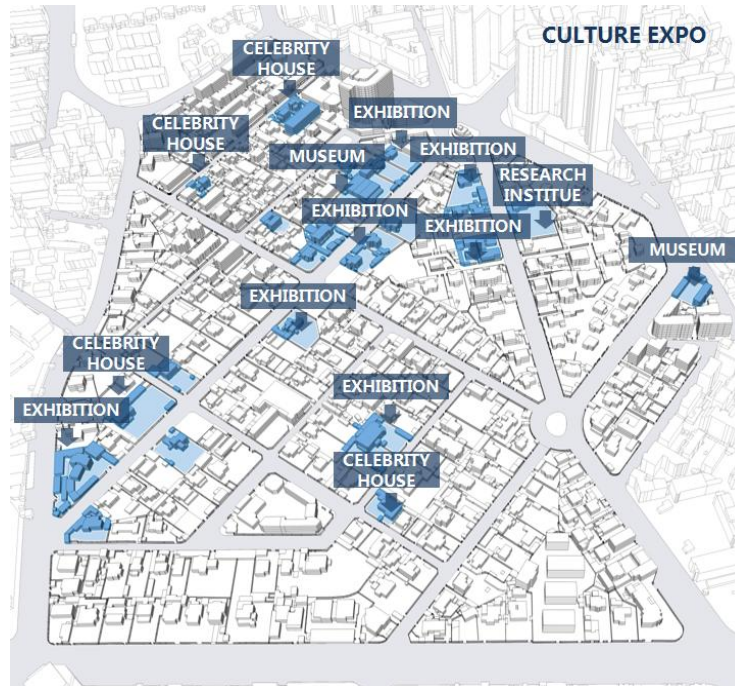 CULTURE EXPO
CELEBRITY
HOUSE
EXHIBITION
CELEBRITY
HOUSE
EXHIBITION
MUSEUM
RESEARCH
INSTITUE
EXHIBITION
EXHIBITION
MUSEUM
EXHIBITION
CELEBRITY
HOUSE
EXHIBITION
EXHIBITION
CELEBRITY
HOUSE